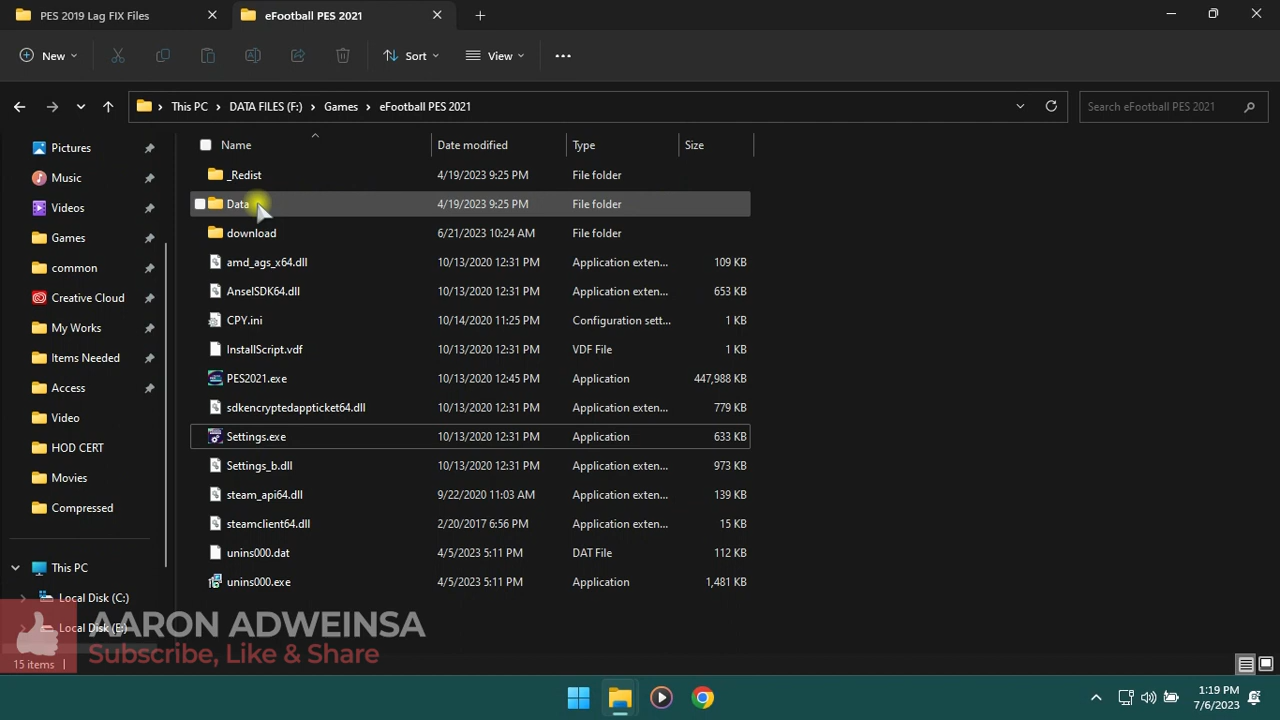 PES 2019 Lag FIX Files
eFootball PES 2021
New
Sort
View
This PC > DATA FILES (F:) > Games > eFootball PES 2021
Search eFootball PES 2021
Name Date modified Type Size
Pictures
Music
Videos
Games
common
Creative Cloud
My Works
Items Needed
Access
Video
HOD CERT
Movies
Compressed
This PC
Local Disk (C:)
Local Disk (E:)
_Redist 4/19/2023 9:25 PM File folder
Data 4/19/2023 9:25 PM File folder
download 6/21/2023 10:24 AM File folder
amd_ags_x64.dll 10/13/2020 12:31 PM Application exten... 109 KB
AnselSDK64.dll 10/13/2020 12:31 PM Application exten... 653 KB
CPY.ini 10/14/2020 11:25 PM Configuration sett... 1 KB
InstallScript.vdf 10/13/2020 12:31 PM VDF File 1 KB
PES2021.exe 10/13/2020 12:45 PM Application 447,988 KB
sdkencryptedappticket64.dll 10/13/2020 12:31 PM Application exten... 779 KB
Settings.exe 10/13/2020 12:31 PM Application 633 KB
Settings_b.dll 10/13/2020 12:31 PM Application exten... 973 KB
steam_api64.dll 9/22/2020 11:03 AM Application exten... 139 KB
steamclient64.dll 2/20/2017 6:56 PM Application exten... 15 KB
unins000.dat 4/5/2023 5:11 PM DAT File 112 KB
unins000.exe 4/5/2023 5:11 PM Application 1,481 KB
AARON ADWEINSA
Subscribe, Like & Share
15 items
1:19 PM
7/6/2023